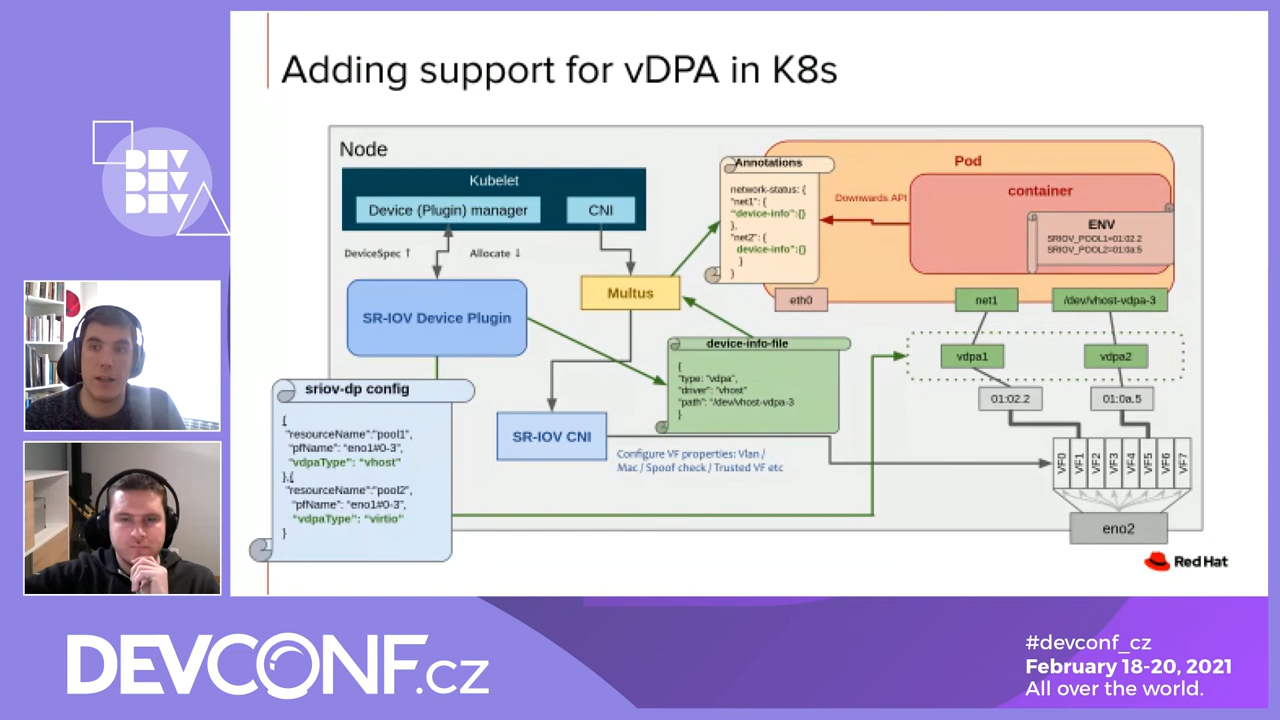 Adding support for vDPA in K8s
Node
Kubelet
Device (Plugin) manager
CNI
DeviceSpec ↑
Allocate ↓
SR-IOV Device Plugin
Multus
SR-IOV CNI
sriov-dp config
{
"resourceName":"pool1",
"pfName": "eno1#0-3",
"vdpaType": "vhost"
},{
"resourceName":"pool2",
"pfName": "eno1#0-3",
"vdpaType": "virtio"
}
Annotations
network-status: {
"net1": {
"device-info":{}
},
"net2": {
device-info":{}
}
}
Pod
Downwards API
container
ENV
SRIOV_POOL1=01:02.2
SRIOV_POOL2=01:0a.5
eth0
net1
/dev/vhost-vdpa-3
device-info-file
{
"type: "vdpa",
"driver": "vhost"
"path": "/dev/vhost-vdpa-3
}
vdpa1
vdpa2
01:02.2
01:0a.5
Configure VF properties: Vlan /
Mac / Spoof check / Trusted VF etc
VF0
VF1
VF2
VF3
VF4
VF5
VF6
VF7
eno2
Red Hat
DEV
DEV
DEV
DEVCONF.cz
#devconf_cz
February 18-20, 2021
All over the world.